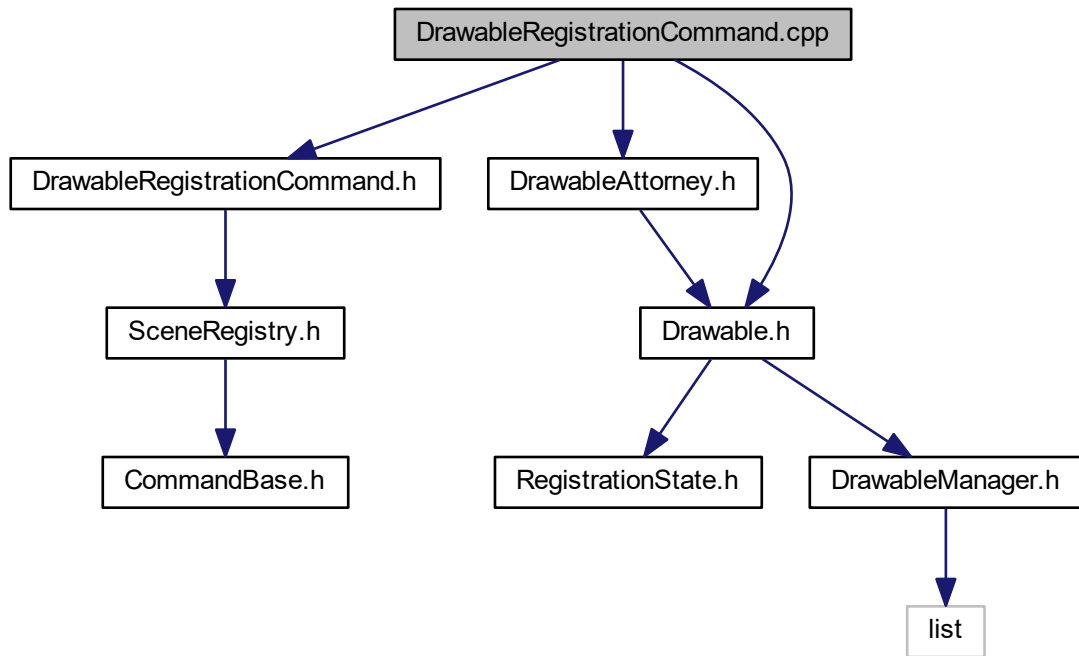 DrawableRegistrationCommand.cpp
DrawableRegistrationCommand.h
DrawableAttorney.h
SceneRegistry.h
Drawable.h
CommandBase.h
RegistrationState.h
DrawableManager.h
list